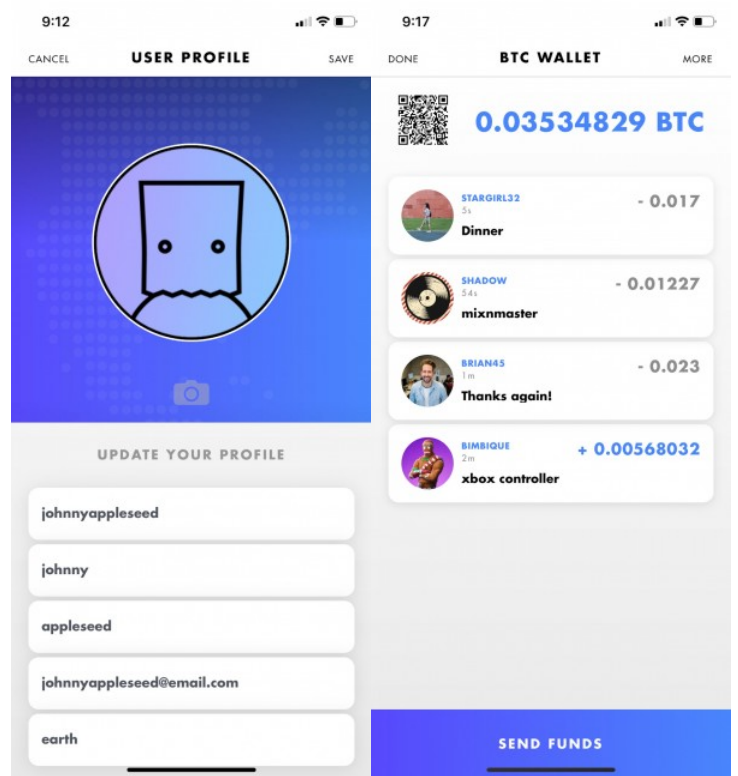 9:12
CANCEL USER PROFILE SAVE
UPDATE YOUR PROFILE
johnnyappleseed
johnny
appleseed
johnnyappleseed@email.com
earth
9:17
DONE BTC WALLET MORE
0.03534829 BTC
STARGIRL32
5s
- 0.017
Dinner
SHADOW
54s
- 0.01227
mixnmaster
BRIAN45
1m
- 0.023
Thanks again!
BIMBIQUE
2m
+ 0.00568032
xbox controller
SEND FUNDS